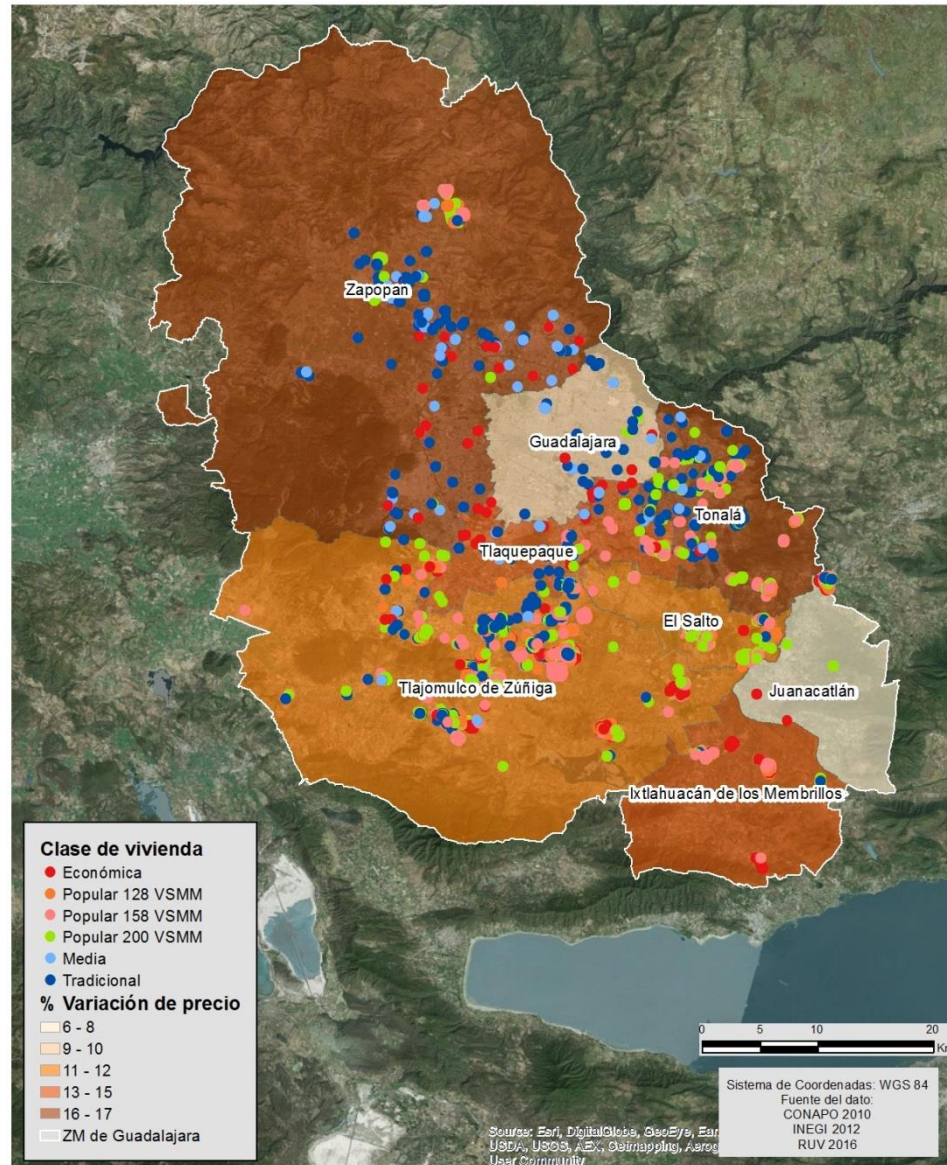 Zapopan
Guadalajara
Tonalá
Tlaquepaque
El Salto
Tlajomulco de Zúñiga
Juanacatlán
Ixtlahuacán de los Membrillos
Clase de vivienda
Económica
Popular 128 VSMM
Popular 158 VSMM
Popular 200 VSMM
Media
Tradicional
% Variación de precio
6 - 8
9 - 10
11 - 12
13 - 15
16 - 17
ZM de Guadalajara
0 5 10 20
Sistema de Coordenadas: WGS 84
Fuente del dato:
CONAPO 2010
INEGI 2012
RUV 2016
Source: Esri, DigitalGlobe, GeoEye,
USDA, USGS, AEX, Getmapping,
User Community